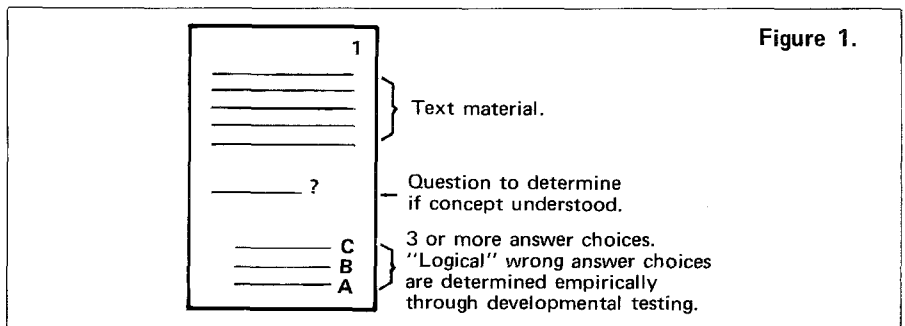 Figure 1.
1
Text material.
?
Question to determine
if concept understood.
C
B
A
3 or more answer choices.
"Logical" wrong answer choices
are determined empirically
through developmental testing.